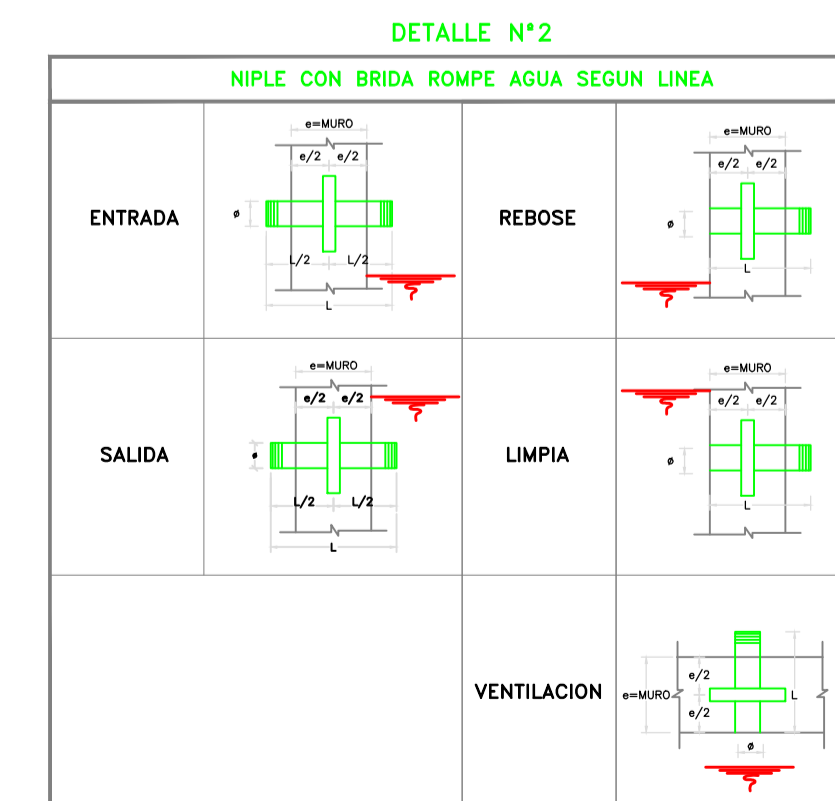 DETALLE N°2
NIPLE CON BRIDA ROMPE AGUA SEGUN LINEA
ENTRADA
e=MURO
e/2 e/2
ø
L/2 L/2
L
REBOSE
e=MURO
e/2 e/2
ø
L
SALIDA
e=MURO
e/2 e/2
ø
L/2 L/2
L
LIMPIA
e=MURO
e/2 e/2
ø
L
VENTILACION
e/2
e=MURO
L
e/2
ø